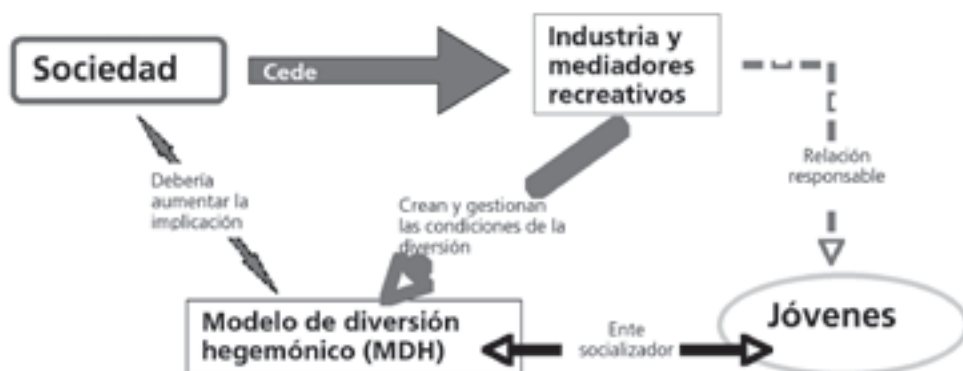 Sociedad
Cede
Industria y
mediadores
recreativos
Relación
responsable
Debería
aumentar la
implicación
Crean y gestionan
las condiciones de la
diversión
Modelo de diversión
hegemónico (MDH)
Ente
socializador
Jóvenes